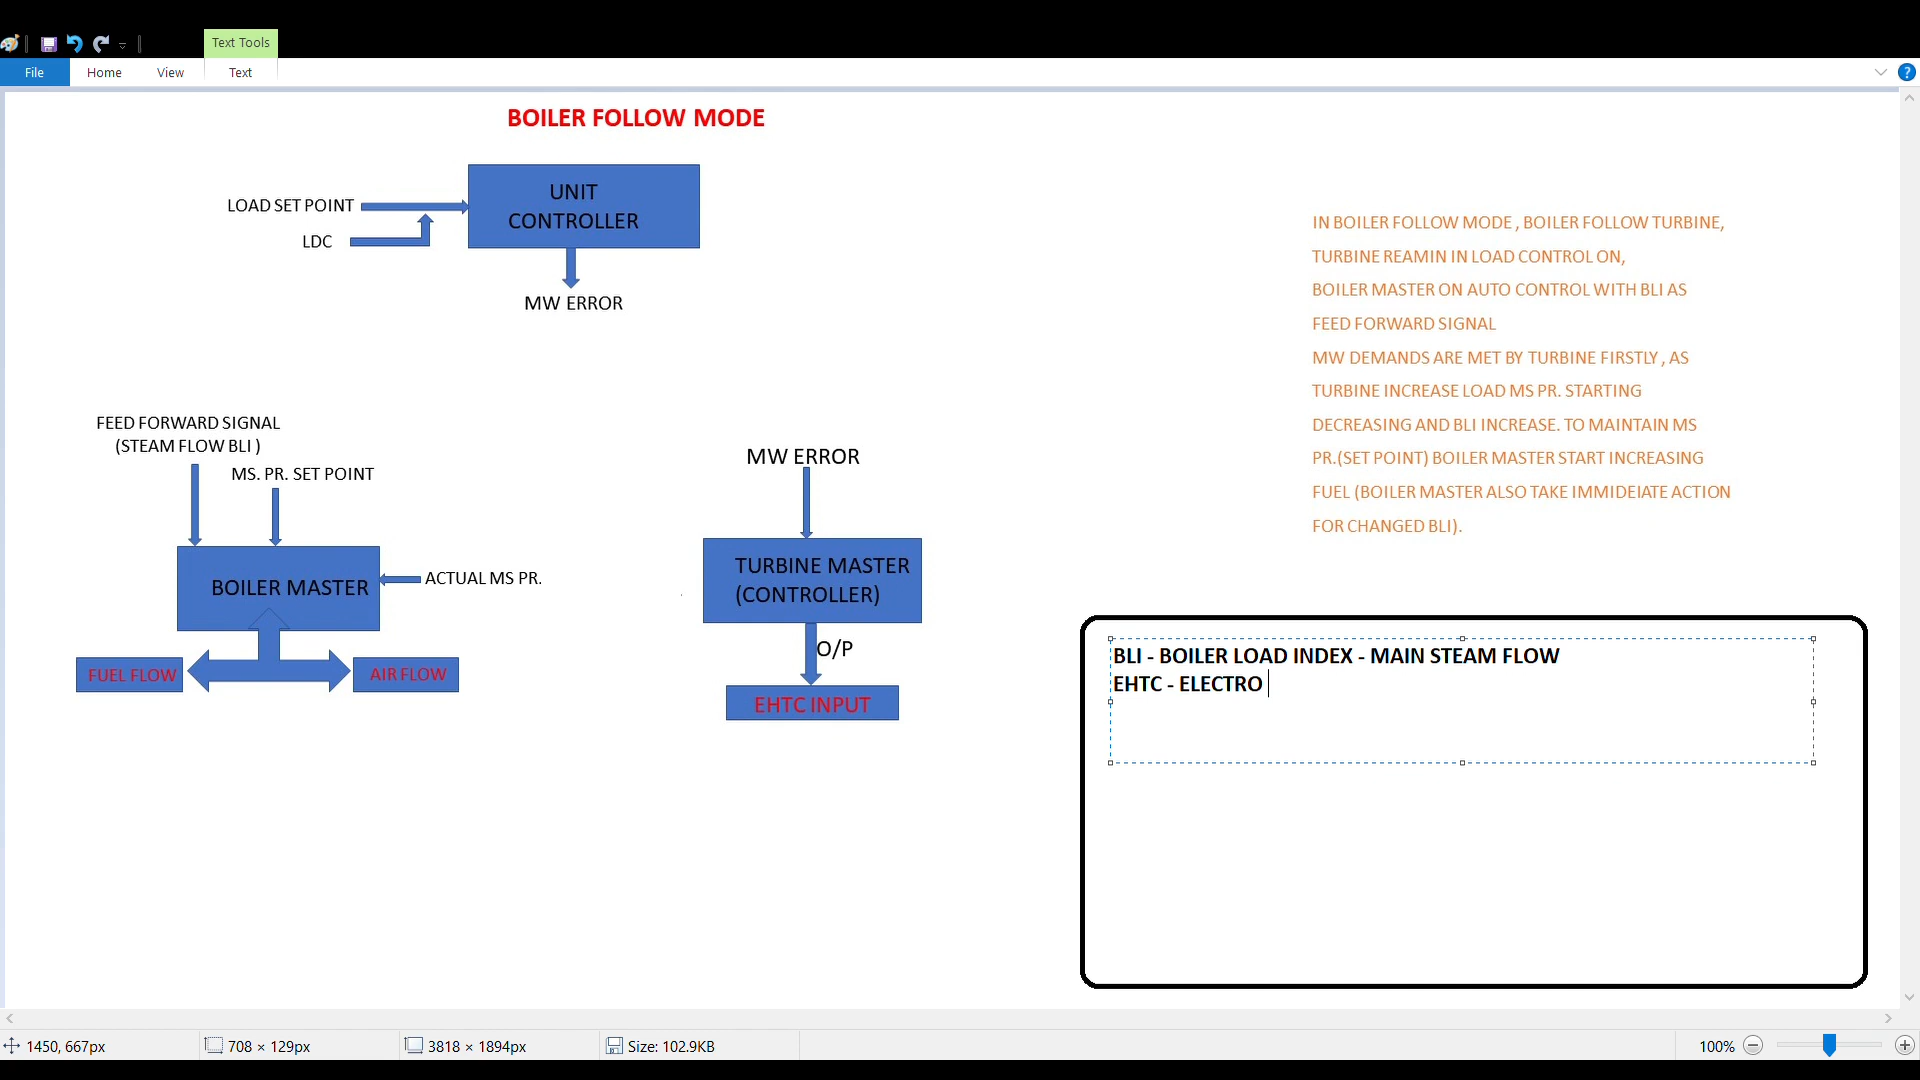 Text Tools
File
Home
View
Text
BOILER FOLLOW MODE
UNIT
CONTROLLER
LOAD SET POINT
LDC
MW ERROR
FEED FORWARD SIGNAL
(STEAM FLOW BLI )
MS. PR. SET POINT
BOILER MASTER
ACTUAL MS PR.
FUEL FLOW
AIR FLOW
MW ERROR
TURBINE MASTER
(CONTROLLER)
O/P
EHTC INPUT
IN BOILER FOLLOW MODE , BOILER FOLLOW TURBINE,
TURBINE REAMIN IN LOAD CONTROL ON,
BOILER MASTER ON AUTO CONTROL WITH BLI AS
FEED FORWARD SIGNAL
MW DEMANDS ARE MET BY TURBINE FIRSTLY , AS
TURBINE INCREASE LOAD MS PR. STARTING
DECREASING AND BLI INCREASE. TO MAINTAIN MS
PR.(SET POINT) BOILER MASTER START INCREASING
FUEL (BOILER MASTER ALSO TAKE IMMIDEIATE ACTION
FOR CHANGED BLI).
BLI - BOILER LOAD INDEX - MAIN STEAM FLOW
EHTC - ELECTRO
1450, 667px
708 × 129px
3818 × 1894px
Size: 102.9KB
100%